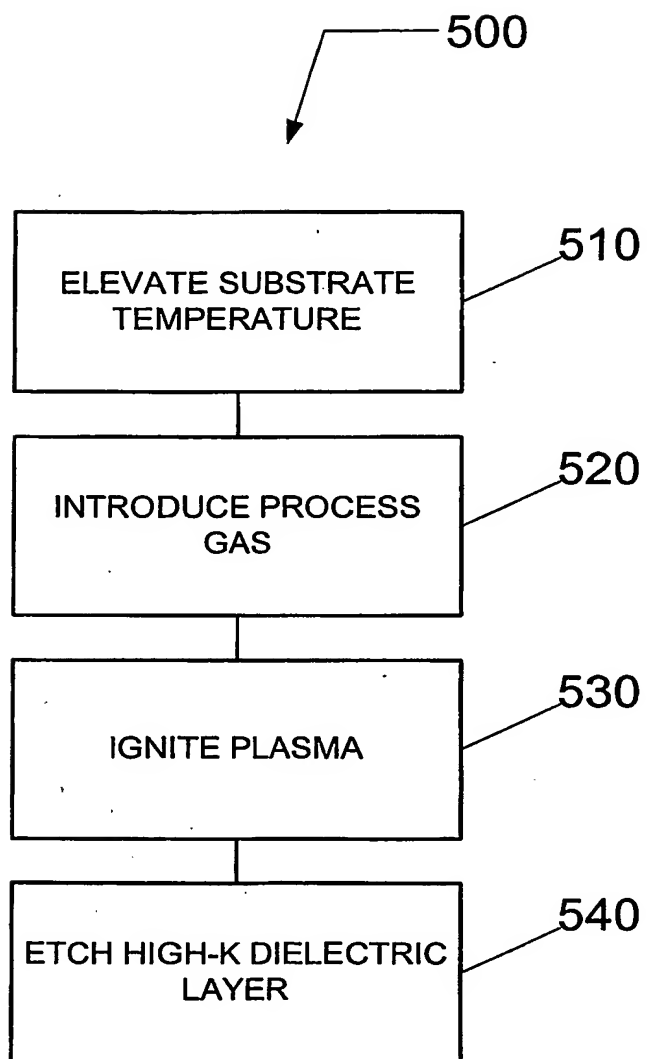 500
ELEVATE SUBSTRATE
TEMPERATURE
510
INTRODUCE PROCESS
GAS
520
IGNITE PLASMA
530
ETCH HIGH-K DIELECTRIC
LAYER
540